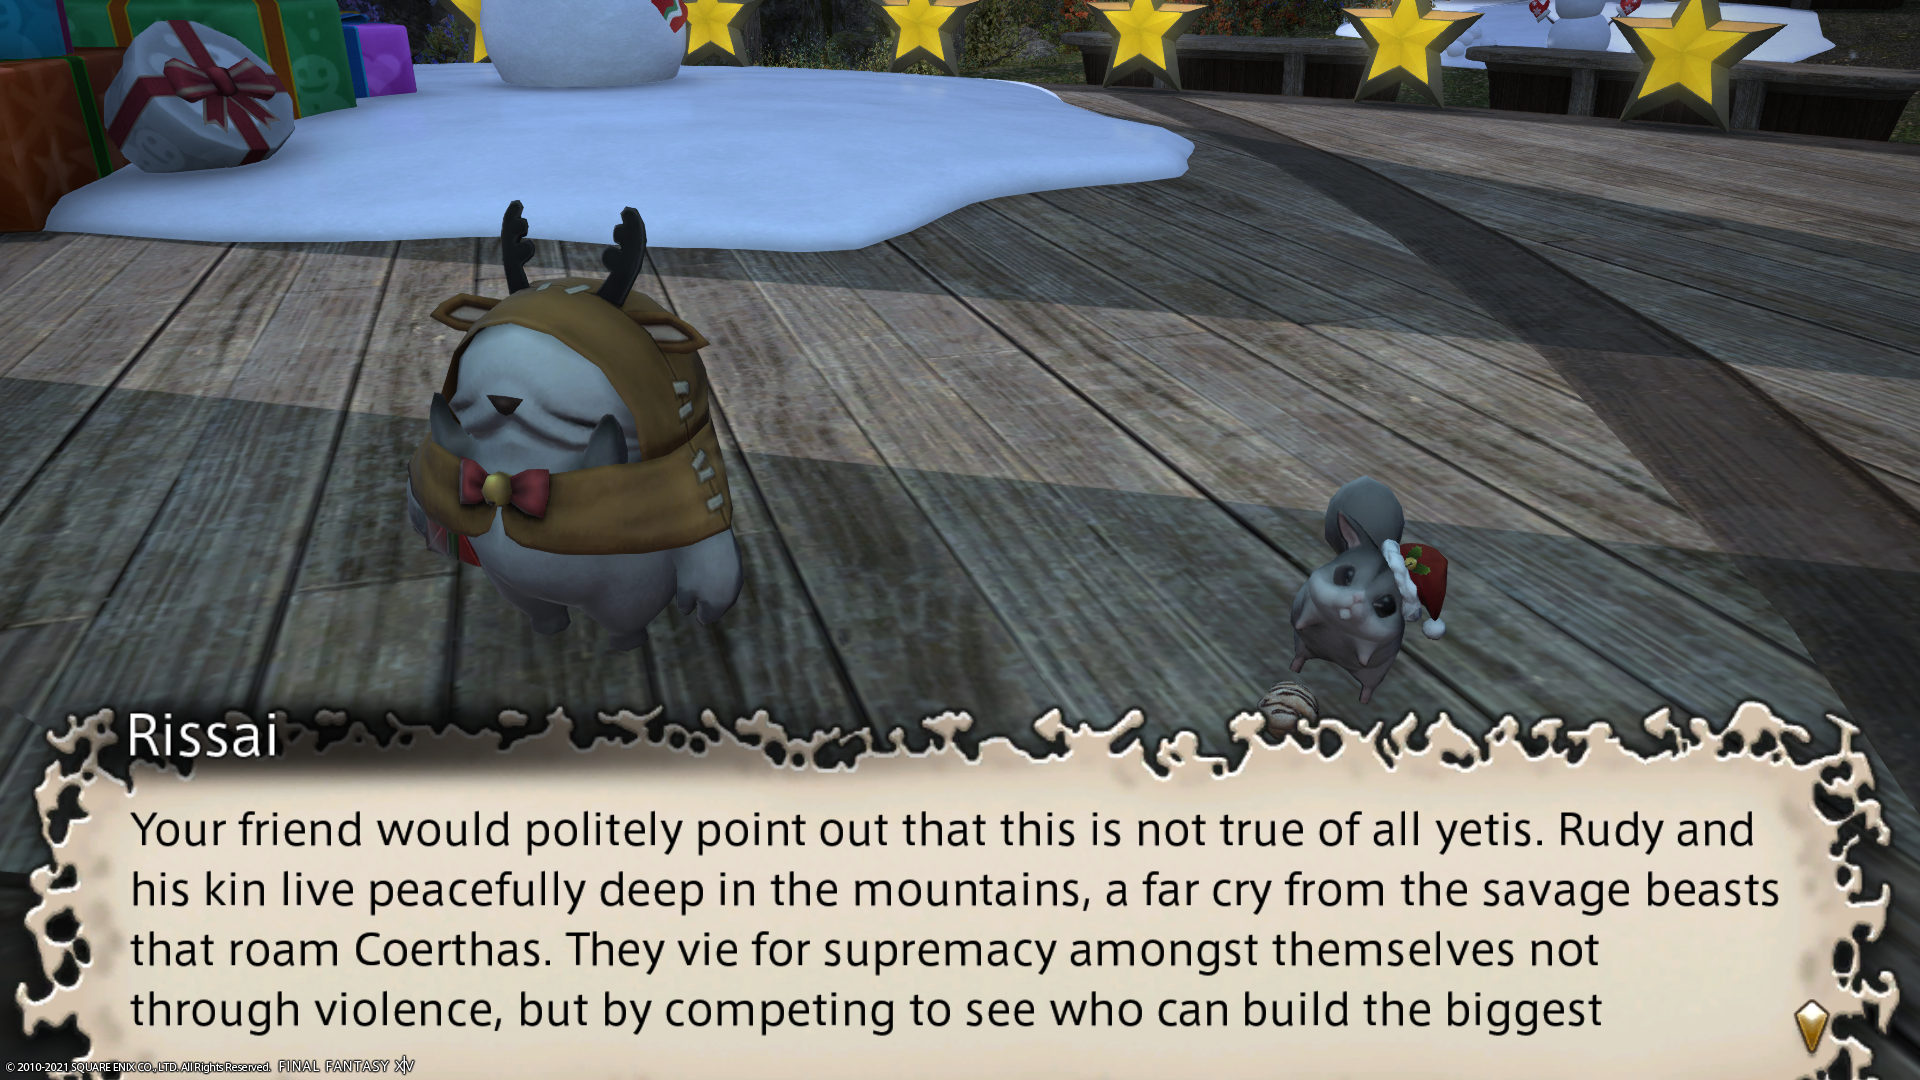 Rissai
Your friend would politely point out that this is not true of all yetis. Rudy and
his kin live peacefully deep in the mountains, a far cry from the savage beasts
that roam Coerthas. They vie for supremacy amongst themselves not
through violence, but by competing to see who can build the biggest
© 2010-2021 SQUARE ENIX CO., LTD. All Rights Reserved. FINAL FANTASY XIV